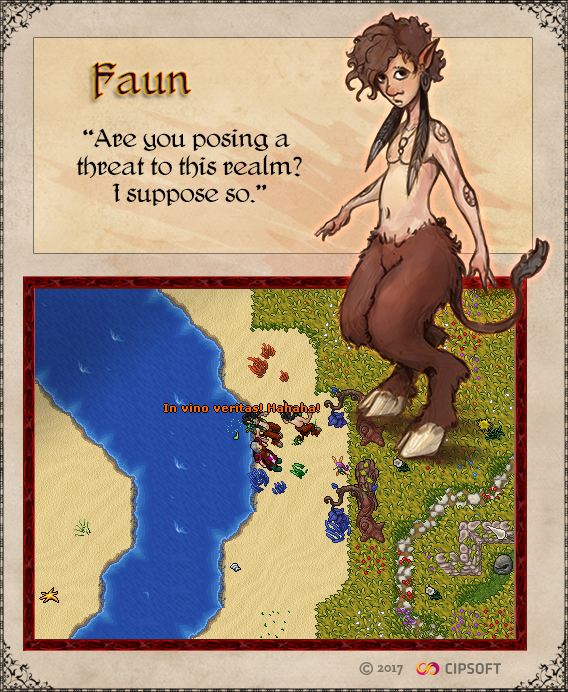 Faun
“Are you posing a
threat to this realm?
I suppose so.”
In vino veritas! Hahaha!
© 2017 CIPSOFT